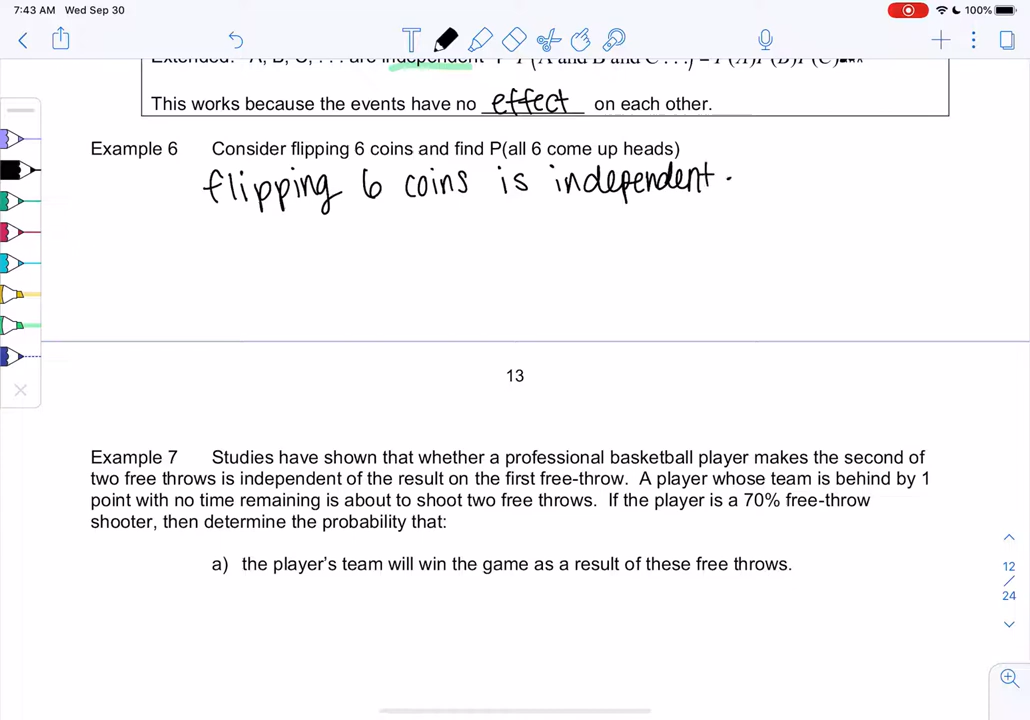 7:43 AM Wed Sep 30
100%
Extended: A, B, C, . . . are independent P(A and B and C . . .) = P(A)P(B)P(C)
This works because the events have no effect on each other.
Example 6 Consider flipping 6 coins and find P(all 6 come up heads)
flipping 6 coins is independent.
13
Example 7 Studies have shown that whether a professional basketball player makes the second of
two free throws is independent of the result on the first free-throw. A player whose team is behind by 1
point with no time remaining is about to shoot two free throws. If the player is a 70% free-throw
shooter, then determine the probability that:
a) the player's team will win the game as a result of these free throws.
12
/
24